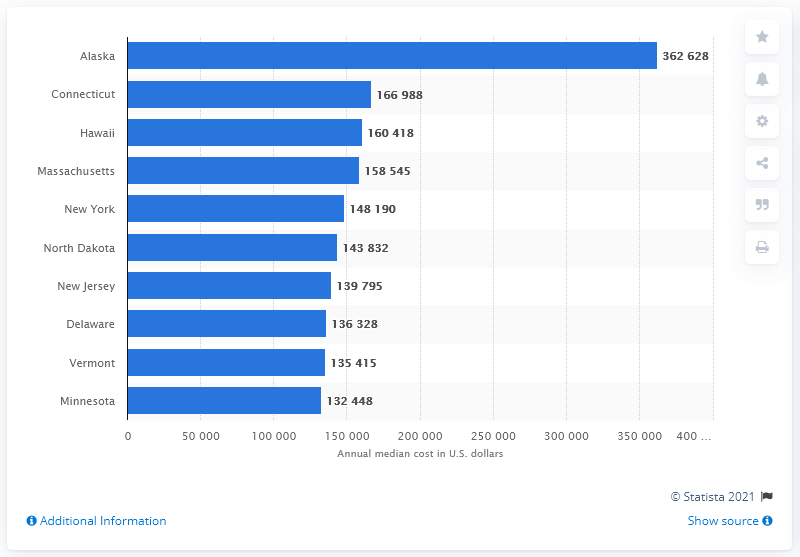 Alaska 362 628
Connecticut 166 988
Hawaii 160 418
Massachusetts 158 545
New York 148 190
North Dakota 143 832
New Jersey 139 795
Delaware 136 328
Vermont 135 415
Minnesota 132 448
0 50 000 100 000 150 000 200 000 250 000 300 000 350 000 400 ...
Annual median cost in U.S. dollars
© Statista 2021
Additional Information Show source